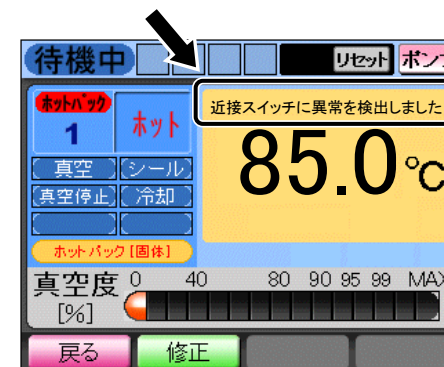 待機中 リセット ポンプ
ホットパック
1
ホット
近接スイッチに異常を検出しました
85.0℃
真空 シール
真空停止 冷却
ホットパック[固体]
真空度 0 40 80 90 95 99 MAX
[%]
戻る 修正